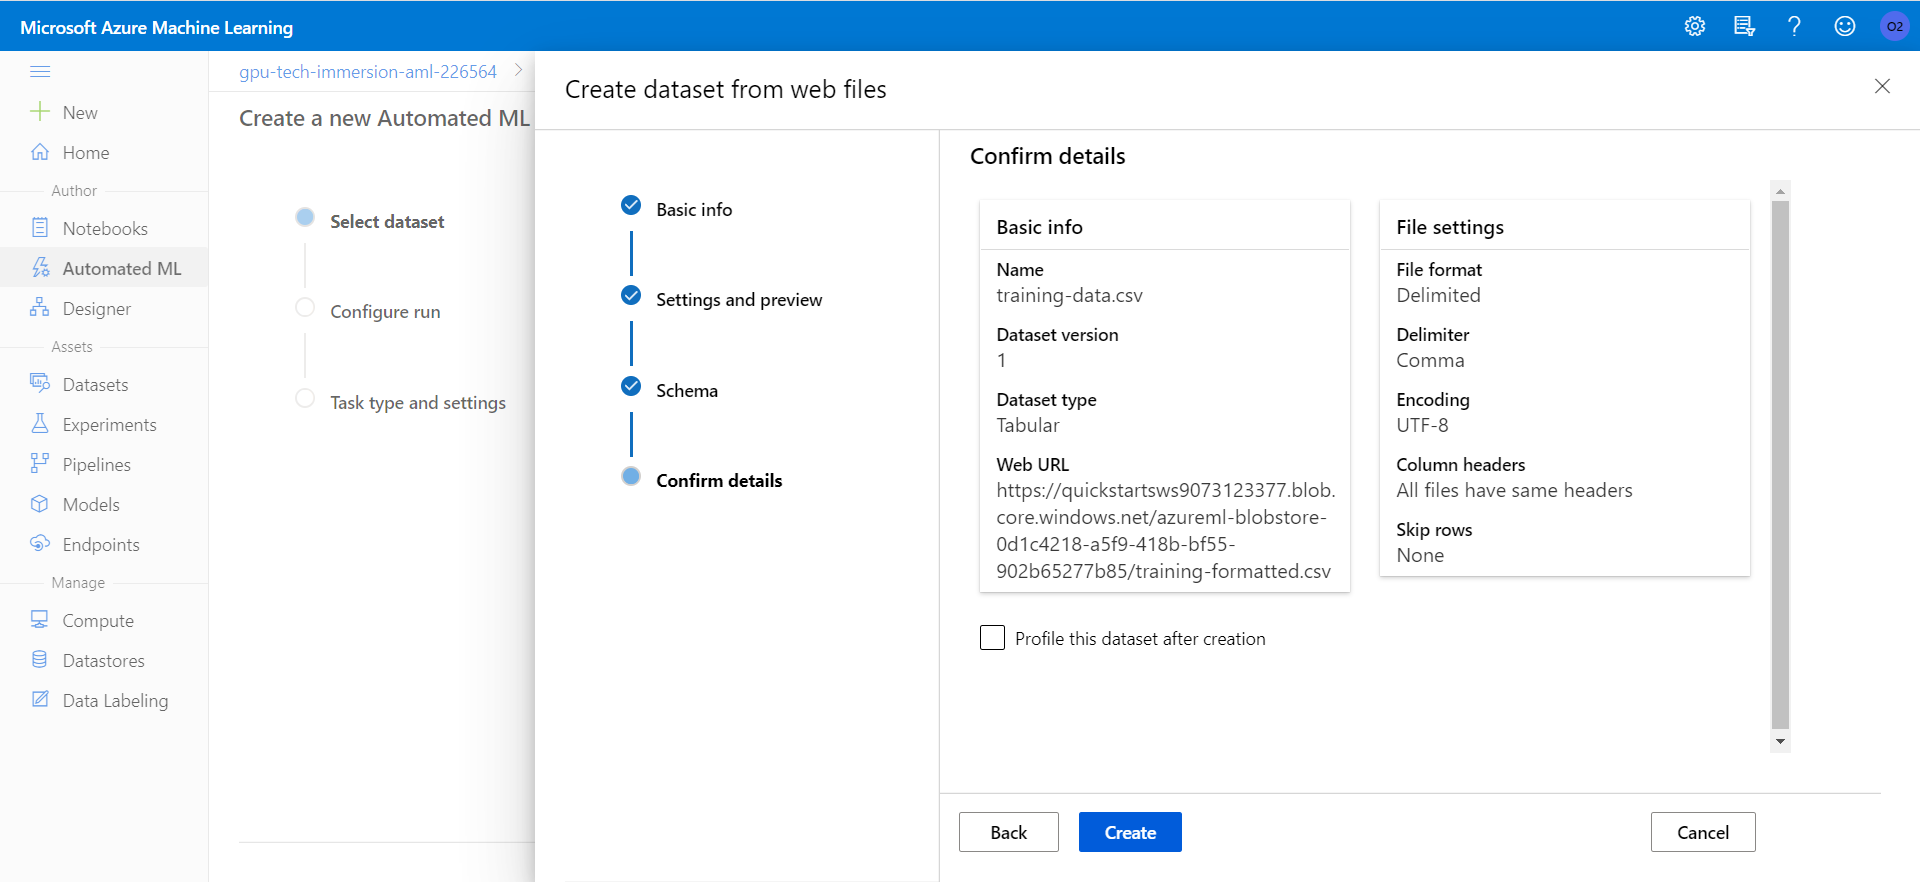 Microsoft Azure Machine Learning
O2
New
Home
Author
Notebooks
Automated ML
Designer
Assets
Datasets
Experiments
Pipelines
Models
Endpoints
Manage
Compute
Datastores
Data Labeling
gpu-tech-immersion-aml-226564
Create a new Automated ML
Select dataset
Configure run
Task type and settings
Create dataset from web files
Basic info
Settings and preview
Schema
Confirm details
Confirm details
Basic info
Name
training-data.csv
Dataset version
1
Dataset type
Tabular
Web URL
https://quickstartsws9073123377.blob.
core.windows.net/azureml-blobstore-
0d1c4218-a5f9-418b-bf55-
902b65277b85/training-formatted.csv
File settings
File format
Delimited
Delimiter
Comma
Encoding
UTF-8
Column headers
All files have same headers
Skip rows
None
Profile this dataset after creation
Back
Create
Cancel